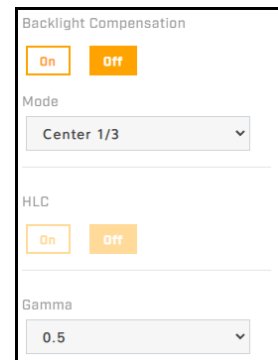 Backlight Compensation
On Off
Mode
Center 1/3
HLC
On Off
Gamma
0.5